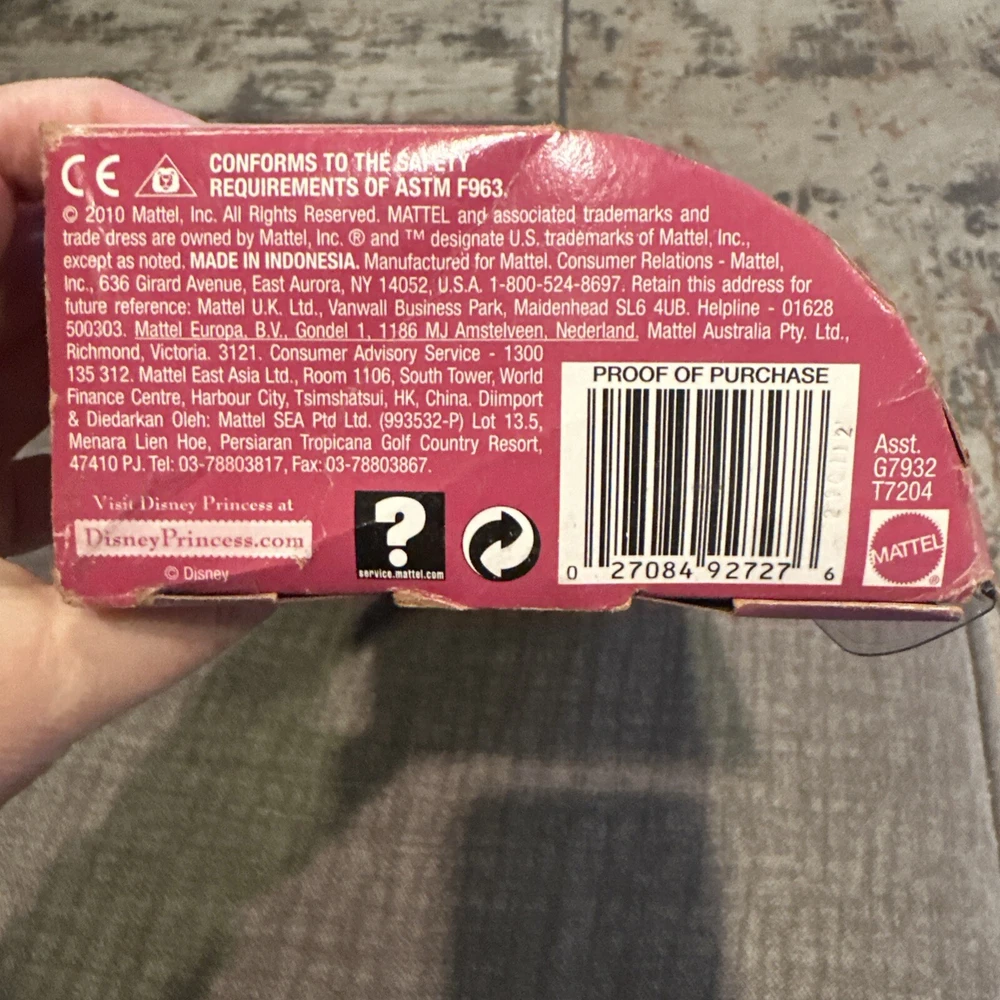 CE
CONFORMS TO THE SAFETY
REQUIREMENTS OF ASTM F963.
© 2010 Mattel, Inc. All Rights Reserved. MATTEL and associated trademarks and
trade dress are owned by Mattel, Inc. ® and ™ designate U.S. trademarks of Mattel, Inc.,
except as noted. MADE IN INDONESIA. Manufactured for Mattel. Consumer Relations - Mattel,
Inc., 636 Girard Avenue, East Aurora, NY 14052, U.S.A. 1-800-524-8697. Retain this address for
future reference: Mattel U.K. Ltd., Vanwall Business Park, Maidenhead SL6 4UB. Helpline - 01628
500303. Mattel Europa, B.V., Gondel 1, 1186 MJ Amstelveen, Nederland. Mattel Australia Pty. Ltd.,
Richmond, Victoria. 3121. Consumer Advisory Service - 1300
135 312. Mattel East Asia Ltd., Room 1106, South Tower, World
Finance Centre, Harbour City, Tsimshatsui, HK, China. Diimport
& Diedarkan Oleh: Mattel SEA Ptd Ltd. (993532-P) Lot 13.5,
Menara Lien Hoe, Persiaran Tropicana Golf Country Resort,
47410 PJ. Tel: 03-78803817, Fax: 03-78803867.
Visit Disney Princess at
DisneyPrincess.com
© Disney
?
service.mattel.com
PROOF OF PURCHASE
0 27084 92727 6
Asst.
G7932
T7204
MATTEL
®